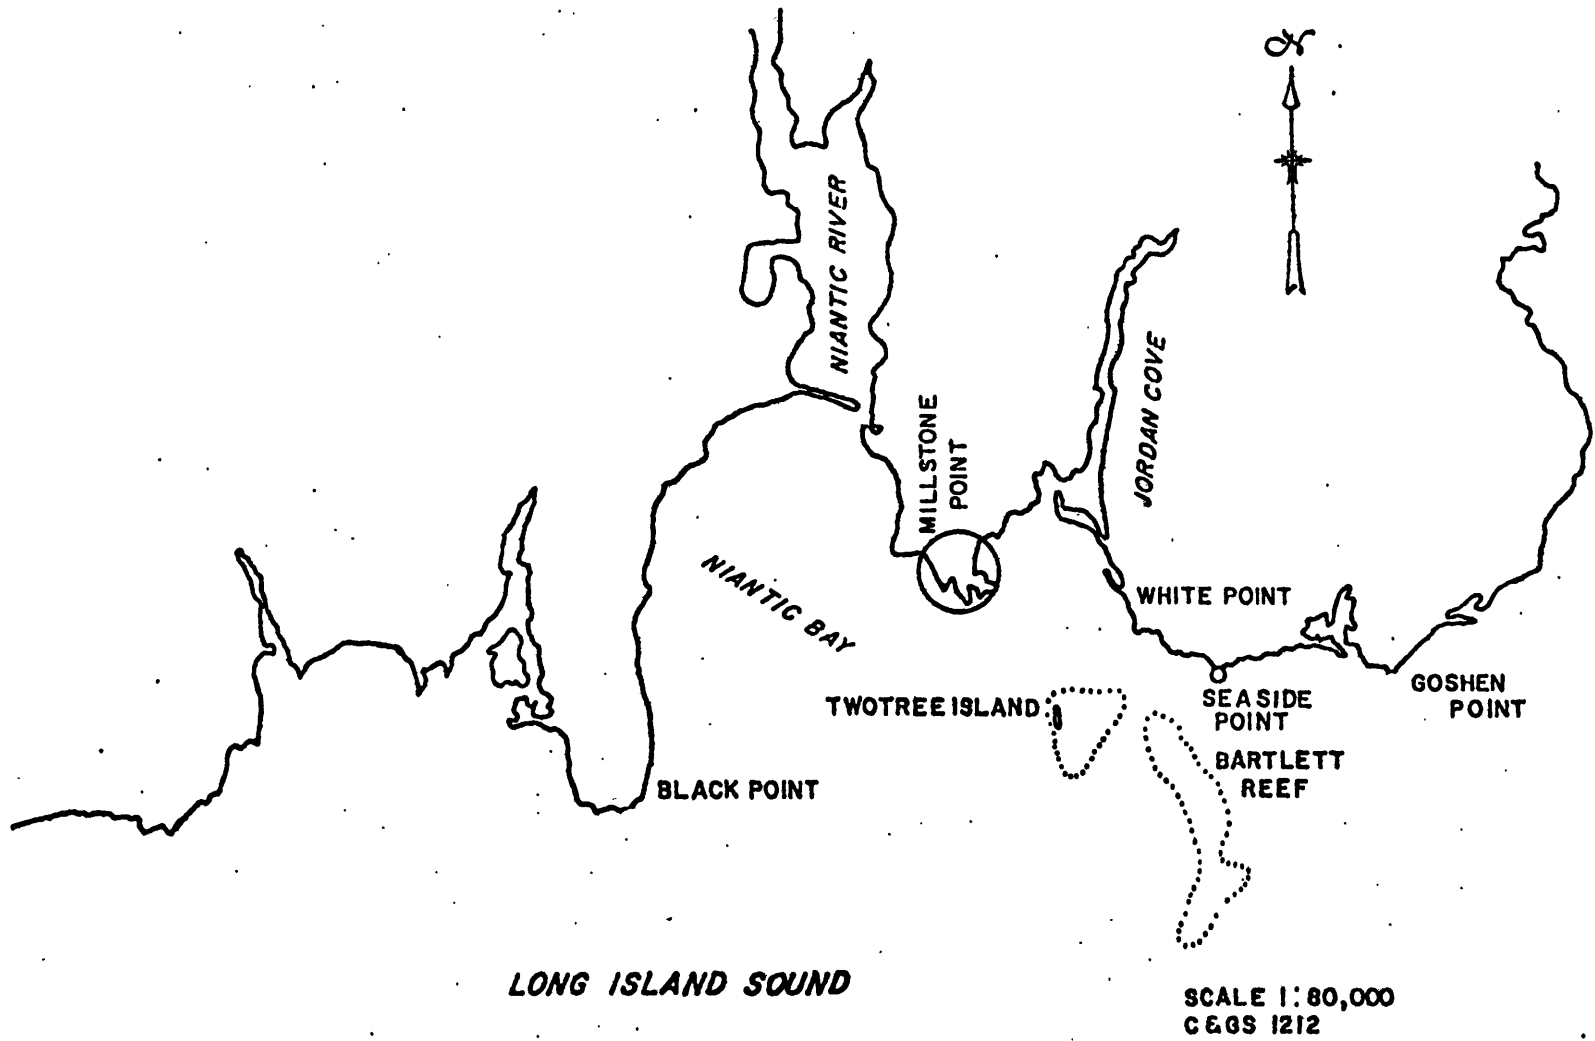 N
NIANTIC RIVER
MILLSTONE
POINT
JORDAN COVE
NIANTIC BAY
WHITE POINT
TWOTREE ISLAND
SEASIDE
POINT
GOSHEN
POINT
BARTLETT
REEF
BLACK POINT
LONG ISLAND SOUND
SCALE 1:80,000
C&GS 1212